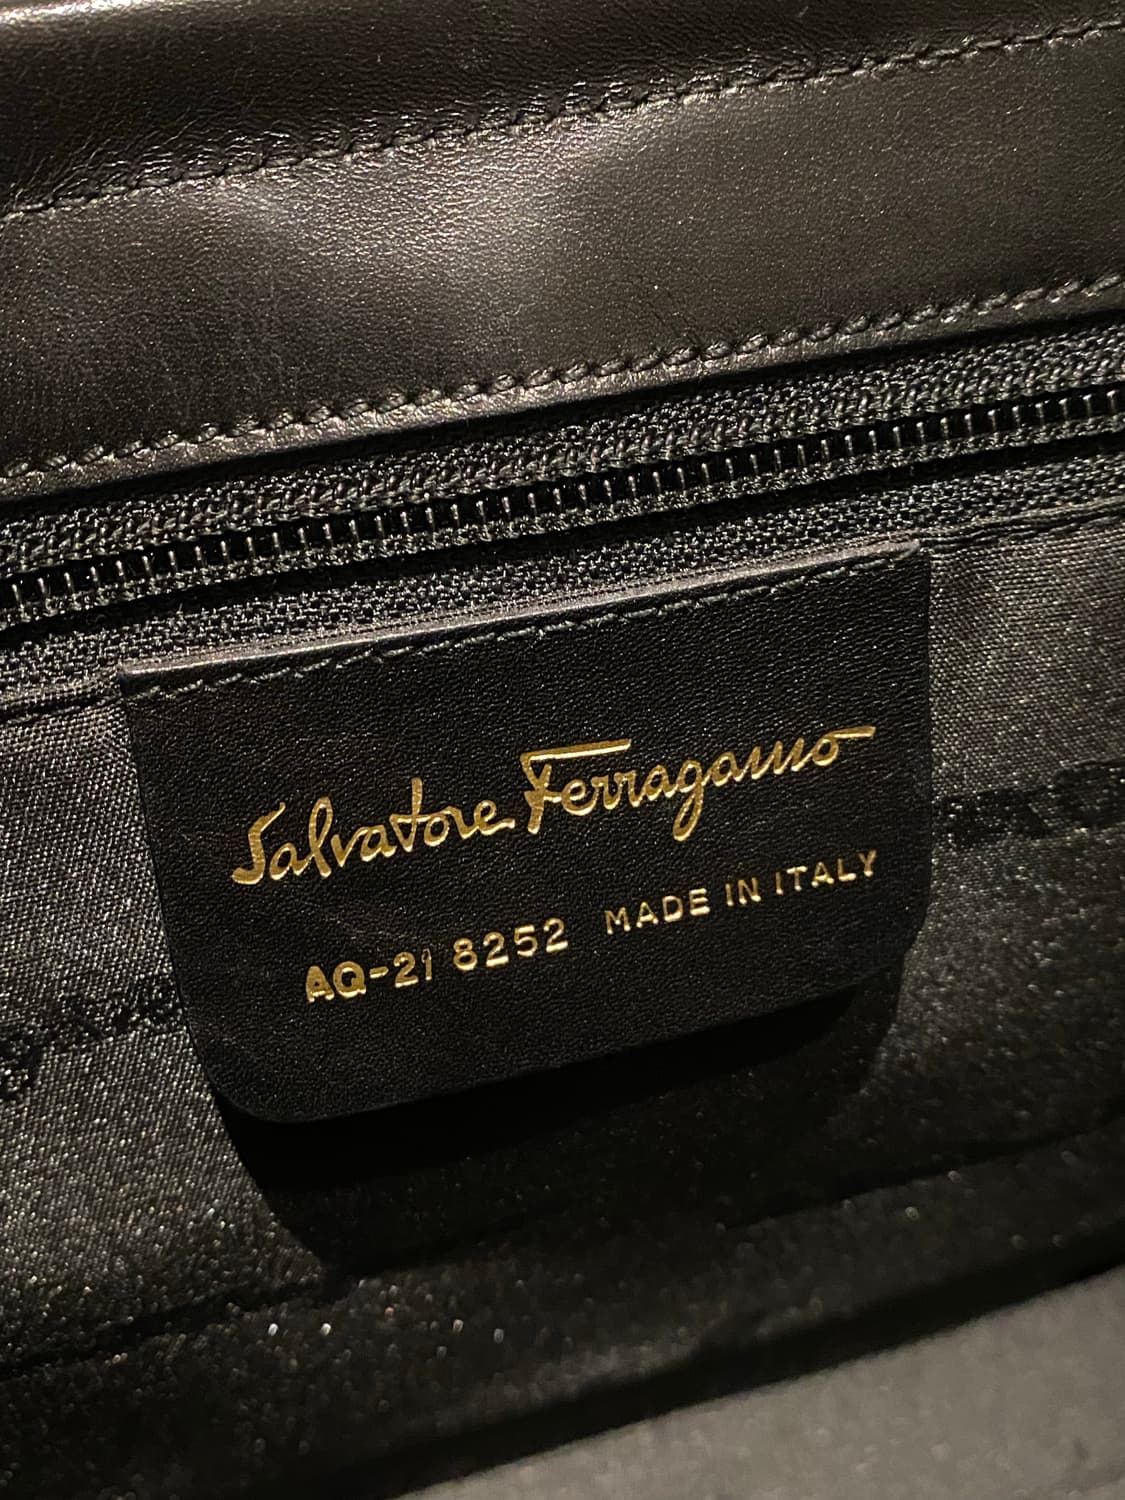 Salvatore Ferragamo
AQ-21 8252 MADE IN ITALY